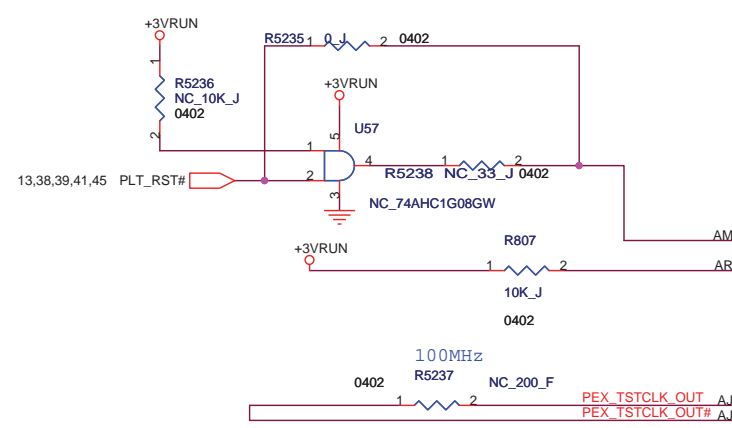 +3VRUN
R5235 1 0_J 2 0402
1
R5236
NC_10K_J
0402
2
+3VRUN
5
U57
1
4
R5238 1 NC_33_J 2 0402
2
3
NC_74AHC1G08GW
13,38,39,41,45 PLT_RST#
AM
+3VRUN
R807
1 2
AR
10K_J
0402
100MHz
0402 R5237 NC_200_F
1 2
PEX_TSTCLK_OUT AJ
PEX_TSTCLK_OUT# AJ